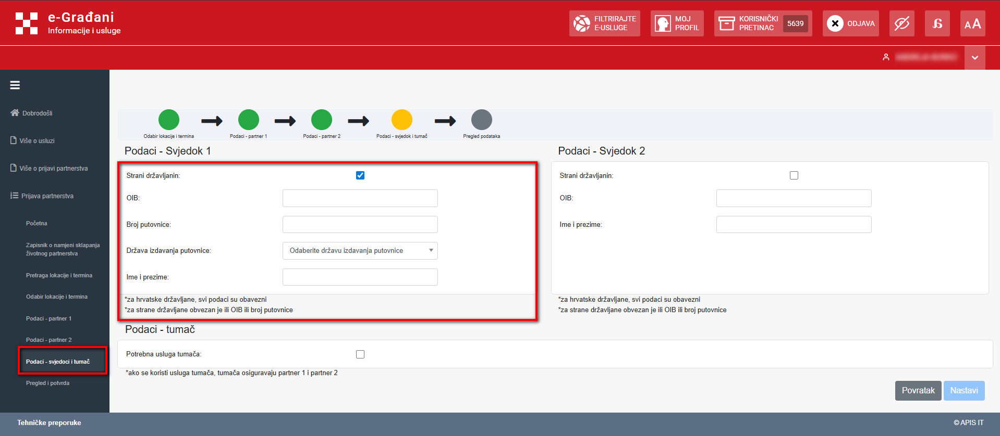 e-Građani
Informacije i usluge
FILTRIRAJTE
E-USLUGE
MOJ
PROFIL
KORISNIČKI
PRETINAC
5639
ODJAVA
AA
Dobrodošli
Više o usluzi
Više o prijavi partnerstva
Prijava partnerstva
Početna
Zapisnik o namjeni sklapanja
životnog partnerstva
Pretraga lokacije i termina
Odabir lokacije i termina
Podaci - partner 1
Podaci - partner 2
Podaci - svjedoci i tumač
Pregled i potvrda
Odabir lokacije i termina
Podaci - partner 1
Podaci - partner 2
Podaci - svjedok i tumač
Pregled podataka
Podaci - Svjedok 1
Strani državljanin:
OIB:
Broj putovnice:
Država izdavanja putovnice:
Odaberite državu izdavanja putovnice
Ime i prezime:
*za hrvatske državljane, svi podaci su obavezni
*za strane državljane obvezan je ili OIB ili broj putovnice
Podaci - Svjedok 2
Strani državljanin:
OIB:
Ime i prezime:
*za hrvatske državljane, svi podaci su obavezni
*za strane državljane obvezan je ili OIB ili broj putovnice
Podaci - tumač
Potrebna usluga tumača:
*ako se koristi usluga tumača, tumača osiguravaju partner 1 i partner 2
Povratak
Nastavi
Tehničke preporuke
© APIS IT